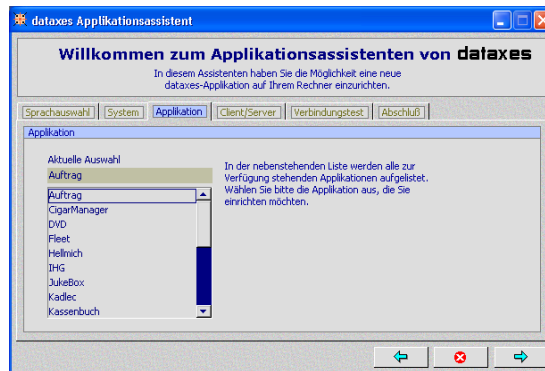 dataxes Applikationsassistent
Willkommen zum Applikationsassistenten von dataxes
In diesem Assistenten haben Sie die Möglichkeit eine neue
dataxes-Applikation auf Ihrem Rechner einzurichten.
Sprachauswahl System Applikation Client/Server Verbindungstest Abschluß
Applikation
Aktuelle Auswahl
Auftrag
Auftrag
CigarManager
DVD
Fleet
Hellmich
IHG
JukeBox
Kadlec
Kassenbuch
In der nebenstehenden Liste werden alle zur
Verfügung stehenden Applikationen aufgelistet.
Wählen Sie bitte die Applikation aus, die Sie
einrichten möchten.